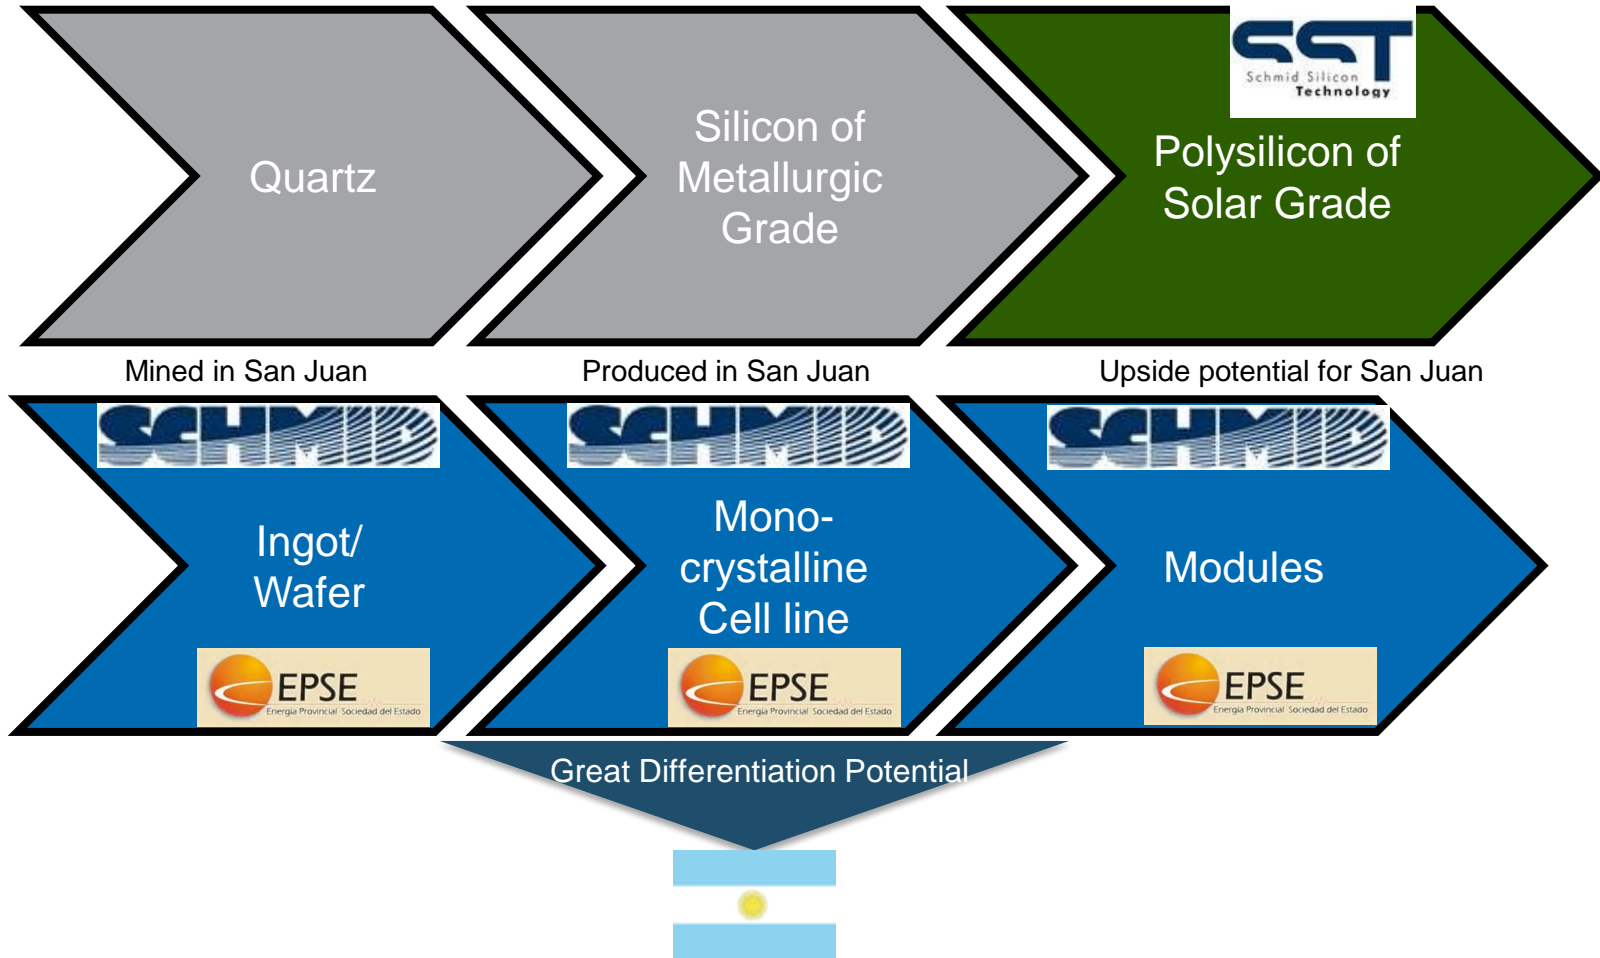 SST
Schmid Silicon
Technology
Quartz
Silicon of
Metallurgic
Grade
Polysilicon of
Solar Grade
Mined in San Juan
Produced in San Juan
Upside potential for San Juan
SCHMID
SCHMID
SCHMID
Ingot/
Wafer
Mono-
crystalline
Cell line
Modules
EPSE
Energía Provincial Sociedad del Estado
EPSE
Energía Provincial Sociedad del Estado
EPSE
Energía Provincial Sociedad del Estado
Great Differentiation Potential